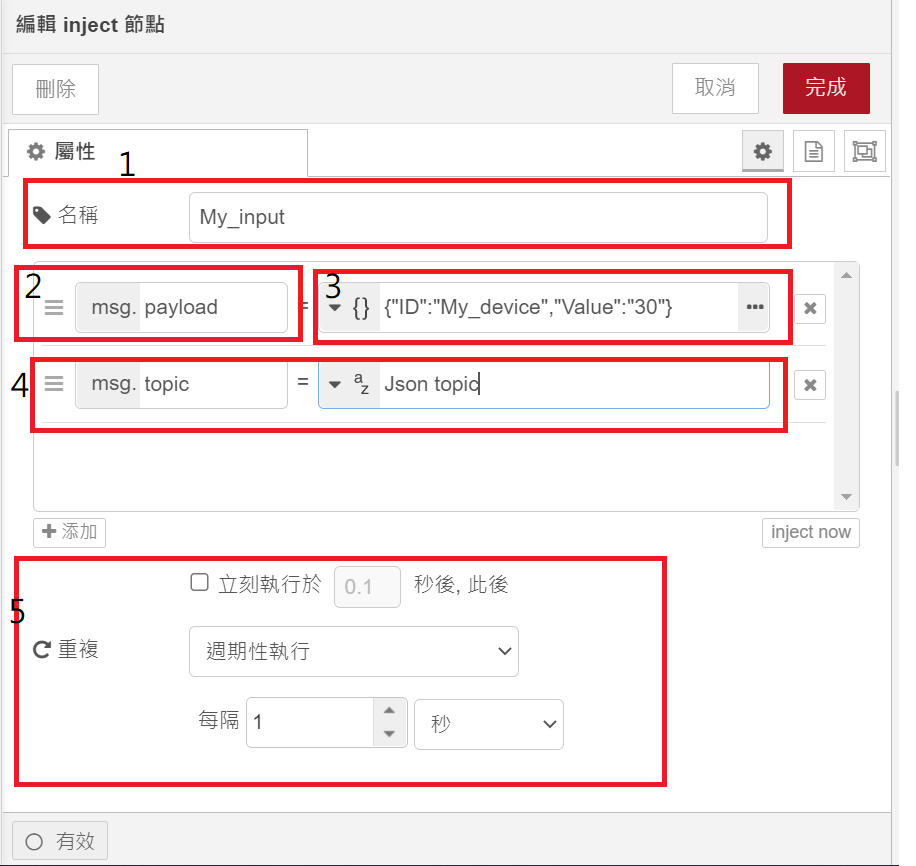 編輯 inject 節點
刪除
取消
完成
屬性
1
名稱
My_input
2
msg. payload
=
3
{} {"ID":"My_device","Value":"30"}
4
msg. topic
=
az Json topic
添加
inject now
5
立刻執行於 0.1 秒後, 此後
重複
週期性執行
每隔 1 秒
有效